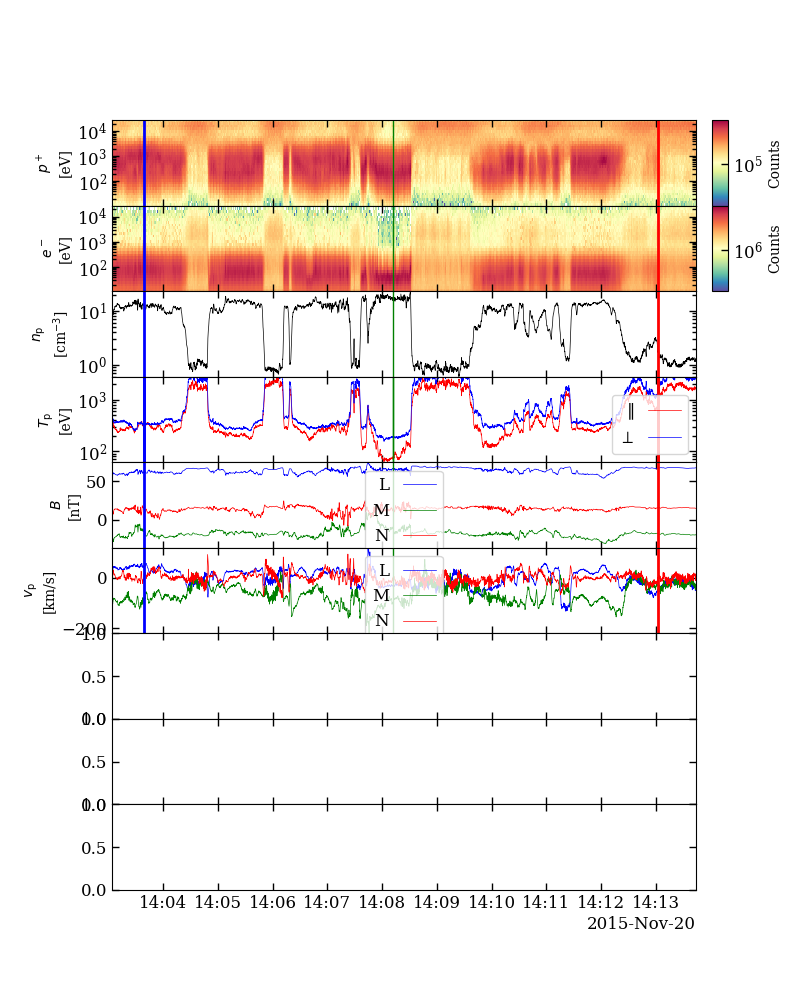 10⁴
10³
10²
p⁺
[eV]
10⁵
Counts
10⁴
10³
10²
e⁻
[eV]
10⁶
Counts
10¹
10⁰
nₚ
[cm⁻³]
10³
10²
Tₚ
[eV]
∥
⊥
50
0
B
[nT]
L
M
N
0
−200
vₚ
[km/s]
L
M
N
1.0
0.5
0.0
1.0
0.5
0.0
1.0
0.5
0.0
14:04 14:05 14:06 14:07 14:08 14:09 14:10 14:11 14:12 14:13
2015-Nov-20